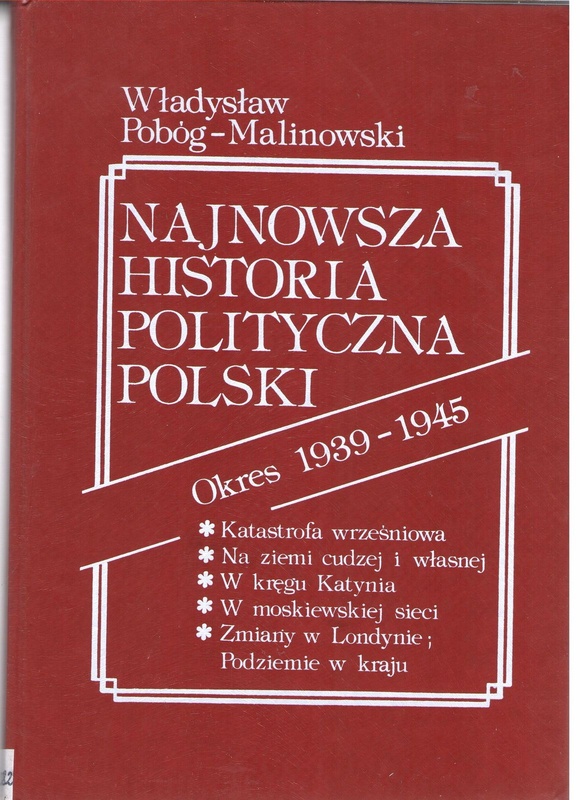 Władysław
Pobóg-Malinowski
NAJNOWSZA
HISTORIA
POLITYCZNA
POLSKI
Okres 1939-1945
* Katastrofa wrześniowa
* Na ziemi cudzej i własnej
* W kręgu Katynia
* W moskiewskiej sieci
* Zmiany w Londynie;
Podziemie w kraju